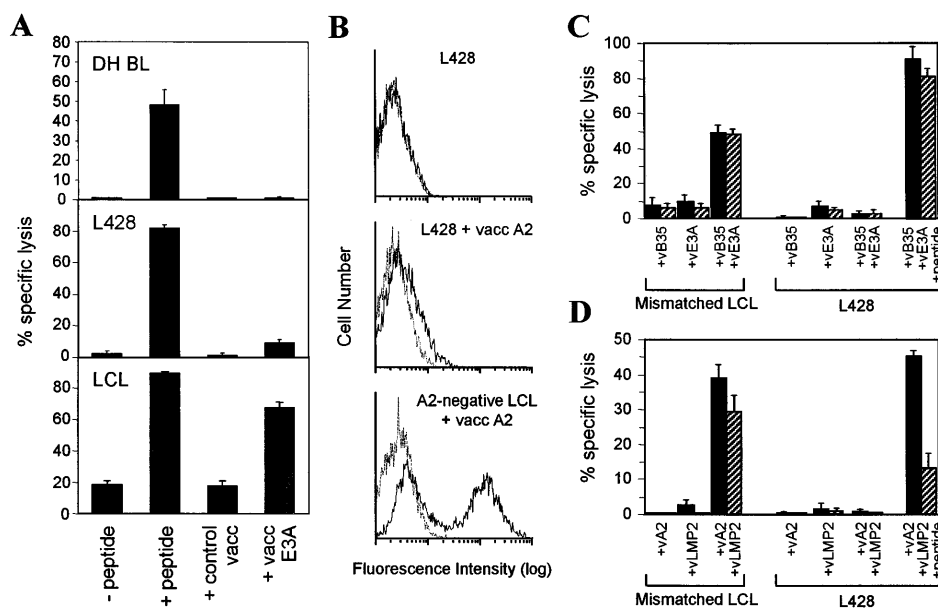 A
80
70
60
50
40
30
20
10
0
DH BL
80
60
40
20
0
L428
80
60
40
20
0
LCL
% specific lysis
- peptide
+ peptide
+ control
vacc
+ vacc
E3A
B
L428
L428 + vacc A2
A2-negative LCL
+ vacc A2
Cell Number
Fluorescence Intensity (log)
C
100
80
60
40
20
0
% specific lysis
+vB35
+vE3A
+vB35
+vE3A
+vB35
+vE3A
+vB35
+vE3A
+vB35
+vE3A
+peptide
Mismatched LCL
L428
D
50
40
30
20
10
0
% specific lysis
+vA2
+vLMP2
+vA2
+vLMP2
+vA2
+vLMP2
+vA2
+vLMP2
+vA2
+vLMP2
+peptide
Mismatched LCL
L428